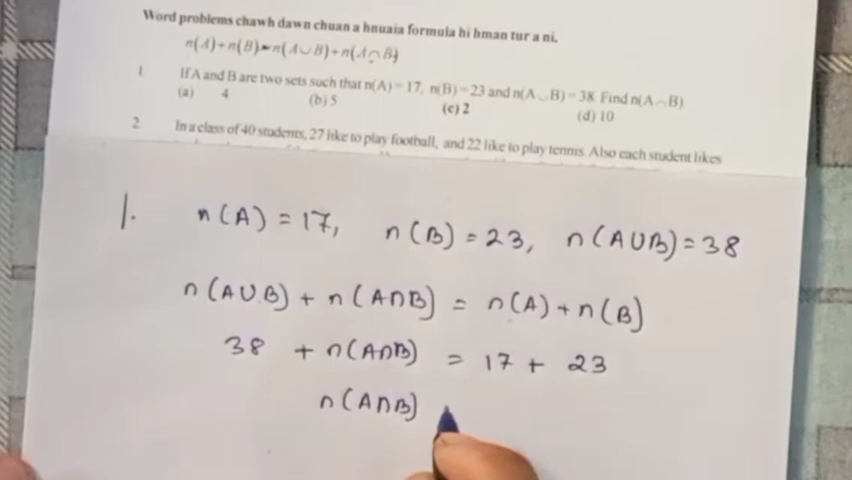 Word problems chawh dawn chuan a hnuaia formula hi hman tur a ni.
n(A)+n(B)=n(A∪B)+n(A∩B)
1. If A and B are two sets such that n(A) = 17, n(B) = 23 and n(A ∪ B) = 38. Find n(A ∩ B)
(a) 4 (b) 5 (c) 2 (d) 10
2. In a class of 40 students, 27 like to play football, and 22 like to play tennis. Also each student likes
1. n(A) = 17, n(B) = 23, n(A∪B) = 38
n(A∪B) + n(A∩B) = n(A) + n(B)
38 + n(A∩B) = 17 + 23
n(A∩B)